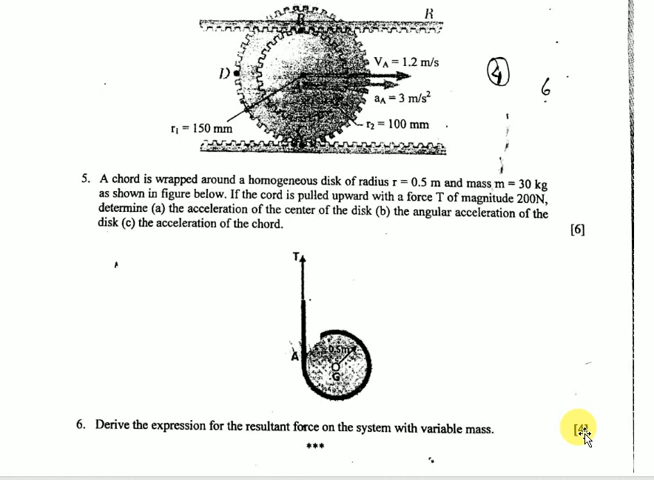 R
B
V_A = 1.2 m/s
D
4
6
a_A = 3 m/s²
r₁ = 150 mm
r₂ = 100 mm
5. A chord is wrapped around a homogeneous disk of radius r = 0.5 m and mass m = 30 kg
as shown in figure below. If the cord is pulled upward with a force T of magnitude 200N,
determine (a) the acceleration of the center of the disk (b) the angular acceleration of the
disk (c) the acceleration of the chord.
[6]
T
A
0.5m
G
6. Derive the expression for the resultant force on the system with variable mass.
[4]
***